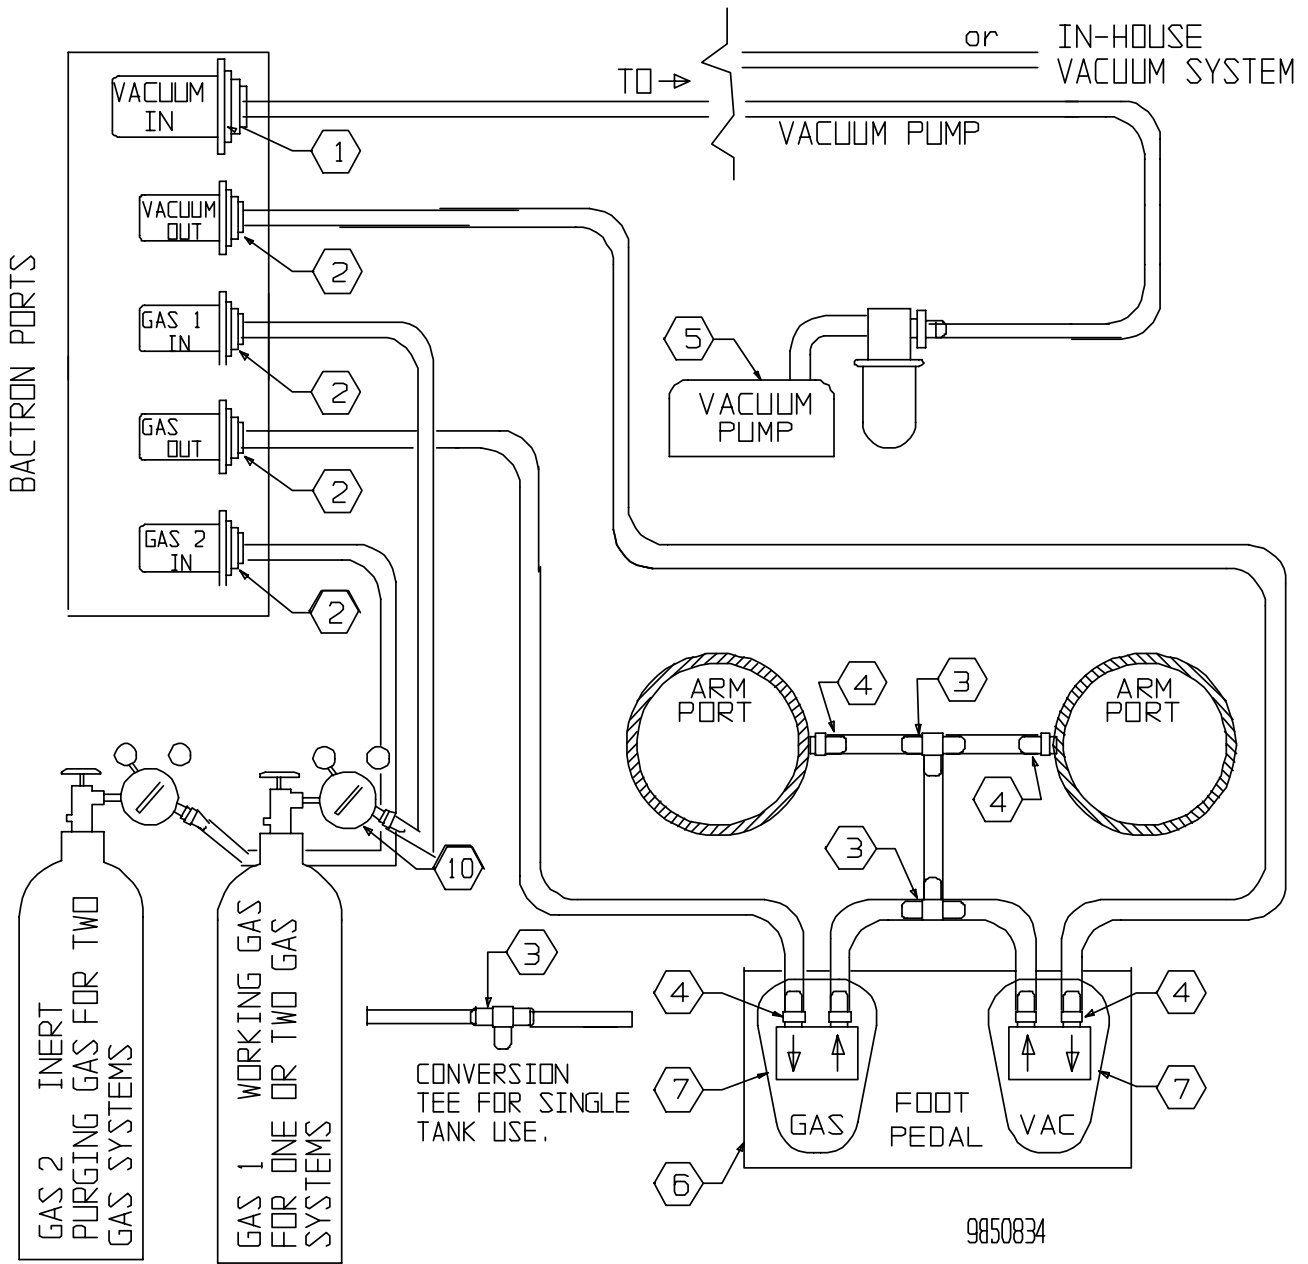 or IN-HOUSE
TO VACUUM SYSTEM
VACUUM PUMP
BACTRON PORTS
VACUUM
IN
1
VACUUM
OUT
2
GAS 1
IN
2
GAS
OUT
2
GAS 2
IN
2
5
VACUUM
PUMP
ARM
PORT
4
3
ARM
PORT
4
3
10
GAS 2 INERT
PURGING GAS FOR TWO
GAS SYSTEMS
GAS 1 WORKING GAS
FOR ONE OR TWO GAS
SYSTEMS
3
CONVERSION
TEE FOR SINGLE
TANK USE.
4
4
7
7
GAS
FOOT
PEDAL
VAC
6
9850834